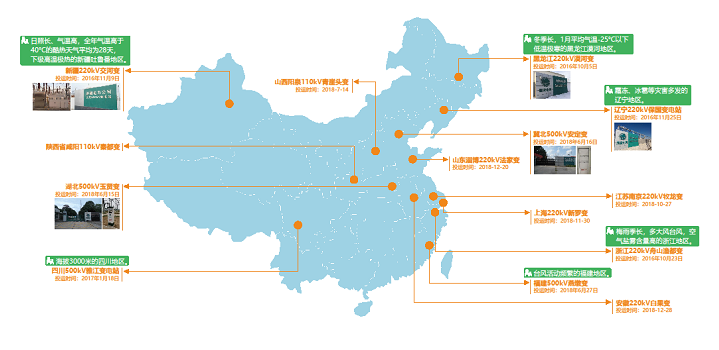 日照长、气温高，全年气温高于
40℃的酷热天气平均为28天，
下极高温极热的新疆吐鲁番地区。
新疆220kV交河变
投运时间：2016年11月9日
山西阳泉110kV青崖头变
投运时间：2018-7-14
冬季长，1月平均气温-25℃以下
低温极寒的黑龙江漠河地区。
黑龙江220kV漠河变
投运时间：2016年10月5日
霜冻、冰雹等灾害多发的
辽宁地区。
辽宁220kV保国变电站
投运时间：2016年11月25日
冀北500kV安定变
投运时间：2018年6月16日
陕西省咸阳110kV秦都变
山东淄博220kV法家变
投运时间：2018-12-20
湖北500kV玉贤变
投运时间：2018年6月15日
江苏南京220kV牧龙变
投运时间：2018-10-27
上海220kV新罗变
投运时间：2018-11-30
梅雨季长，多大风台风，空
气盐雾含量高的浙江地区。
浙江220kV舟山渔都变
投运时间：2016年10月23日
海拔3000米的四川地区。
四川500kV雅江变电站
投运时间：2017年1月16日
台风活动频繁的福建地区。
福建500kV燕墩变
投运时间：2018年6月27日
安徽220kV白果变
投运时间：2018-12-28